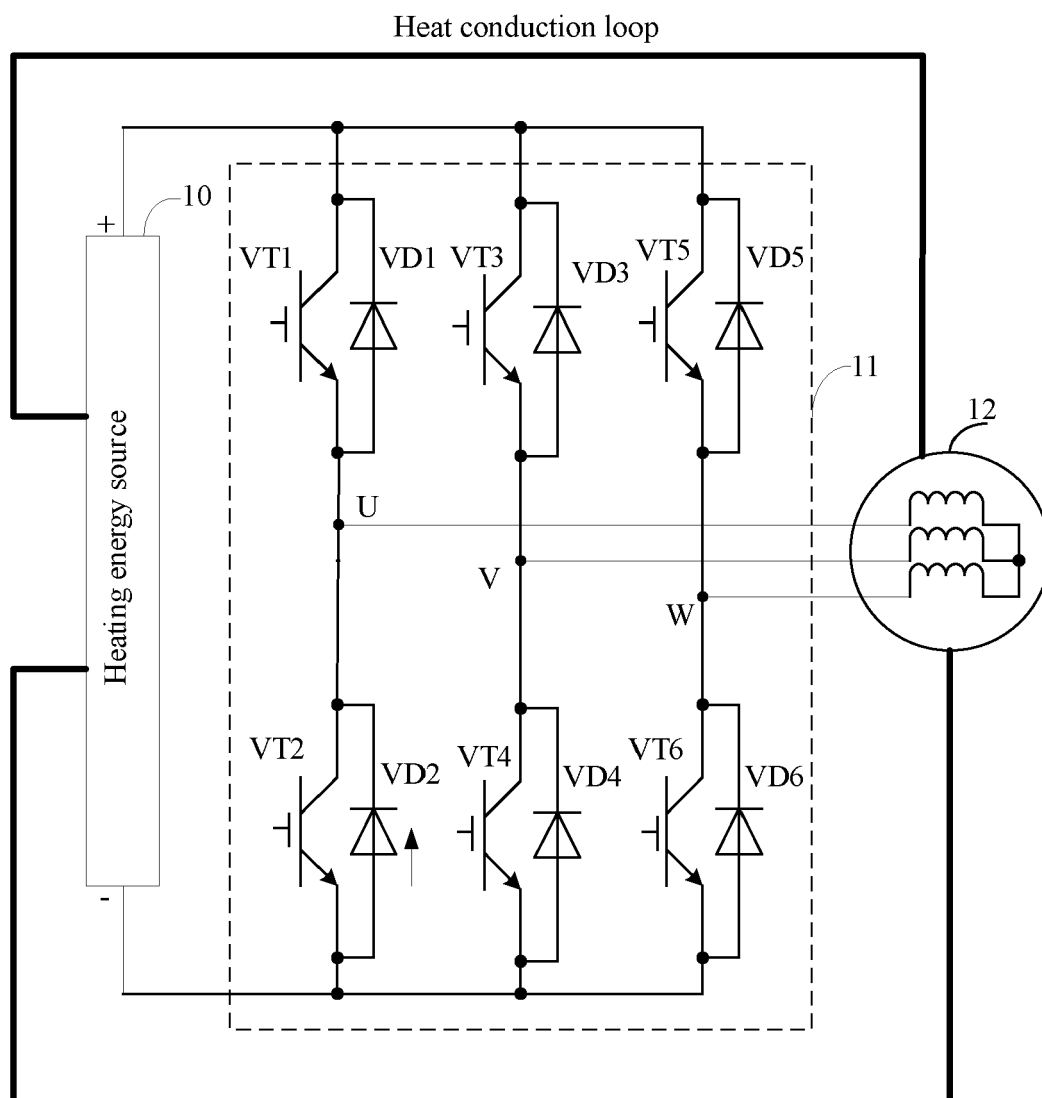 Heat conduction loop
10
+
VT1
VD1
VT3
VD3
VT5
VD5
11
12
Heating energy source
U
V
W
VT2
VD2
VT4
VD4
VT6
VD6
-